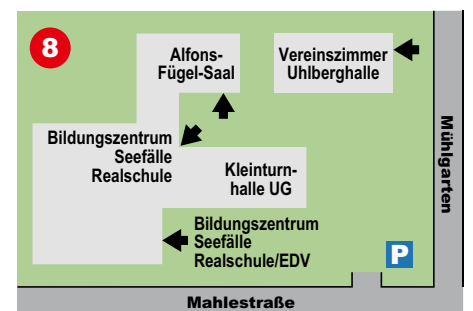 8
Alfons-
Fügel-Saal
Vereinszimmer
Uhlberghalle
Bildungszentrum
Seefälle
Realschule
Kleinturn-
halle UG
Bildungszentrum
Seefälle
Realschule/EDV
P
Mühlgarten
Mahlestraße